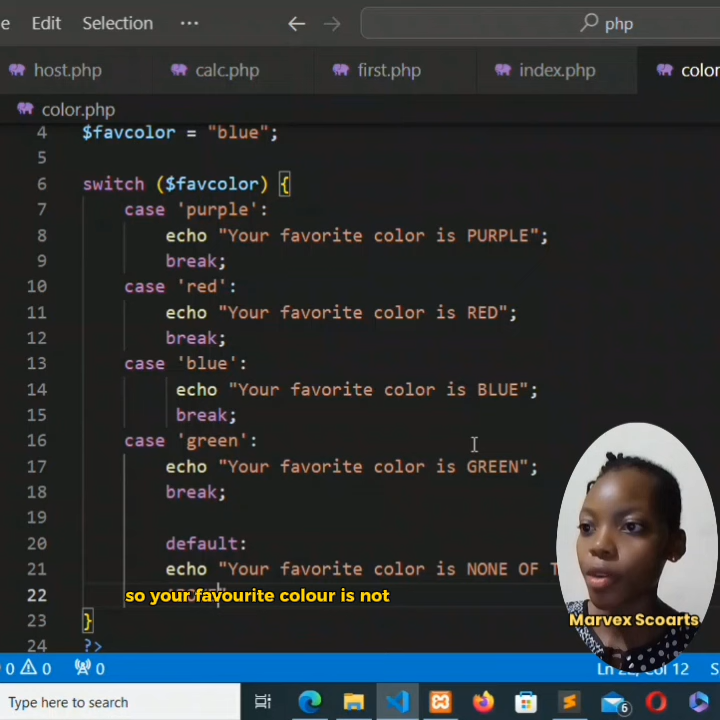 e Edit Selection ··· ← → php
host.php calc.php first.php index.php color
color.php
4 $favcolor = "blue";
5
6 switch ($favcolor) {
7 case 'purple':
8 echo "Your favorite color is PURPLE";
9 break;
10 case 'red':
11 echo "Your favorite color is RED";
12 break;
13 case 'blue':
14 echo "Your favorite color is BLUE";
15 break;
16 case 'green':
17 echo "Your favorite color is GREEN";
18 break;
19
20 default:
21 echo "Your favorite color is NONE OF T
22
so your favourite colour is not
Marvex Scoarts
23 }
24 ?>
0 0 0 Col 12 S
Type here to search 6